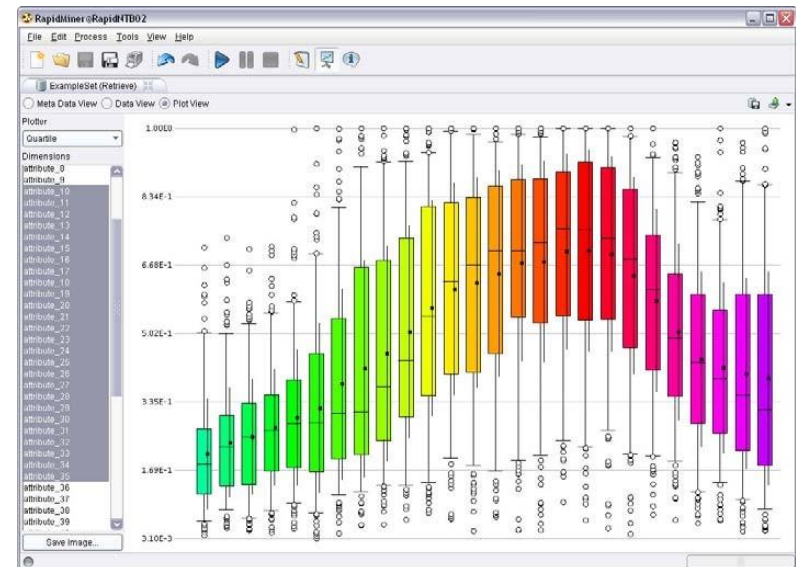 RapidMiner@RapidNTB02
File Edit Process Tools View Help
ExampleSet (Retrieve)
Meta Data View Data View Plot View
Plotter
Quartile
Dimensions
attribute_8
attribute_9
attribute_10
attribute_11
attribute_12
attribute_13
attribute_14
attribute_15
attribute_16
attribute_17
attribute_18
attribute_19
attribute_20
attribute_21
attribute_22
attribute_23
attribute_24
attribute_25
attribute_26
attribute_27
attribute_28
attribute_29
attribute_30
attribute_31
attribute_32
attribute_33
attribute_34
attribute_35
attribute_36
attribute_37
attribute_38
attribute_39
Save Image...
1.00E0
8.34E-1
6.68E-1
5.02E-1
3.35E-1
1.69E-1
3.10E-3